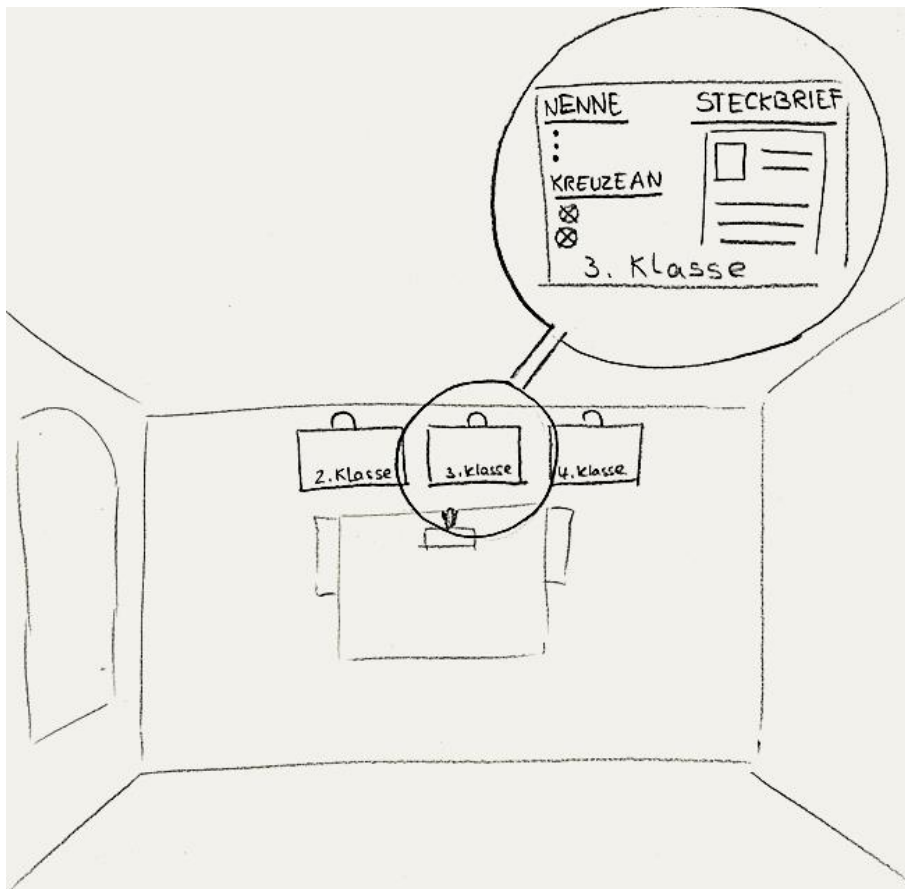 NENNE
STECKBRIEF
KREUZE AN
3. Klasse
2. Klasse
3. Klasse
4. Klasse